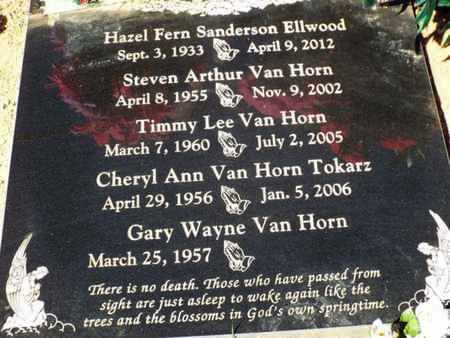 Hazel Fern Sanderson Ellwood
Sept. 3, 1933 April 9, 2012
Steven Arthur Van Horn
April 8, 1955 Nov. 9, 2002
Timmy Lee Van Horn
March 7, 1960 July 2, 2005
Cheryl Ann Van Horn Tokarz
April 29, 1956 Jan. 5, 2006
Gary Wayne Van Horn
March 25, 1957
There is no death. Those who have passed from
sight are just asleep to wake again like the
trees and the blossoms in God's own springtime.